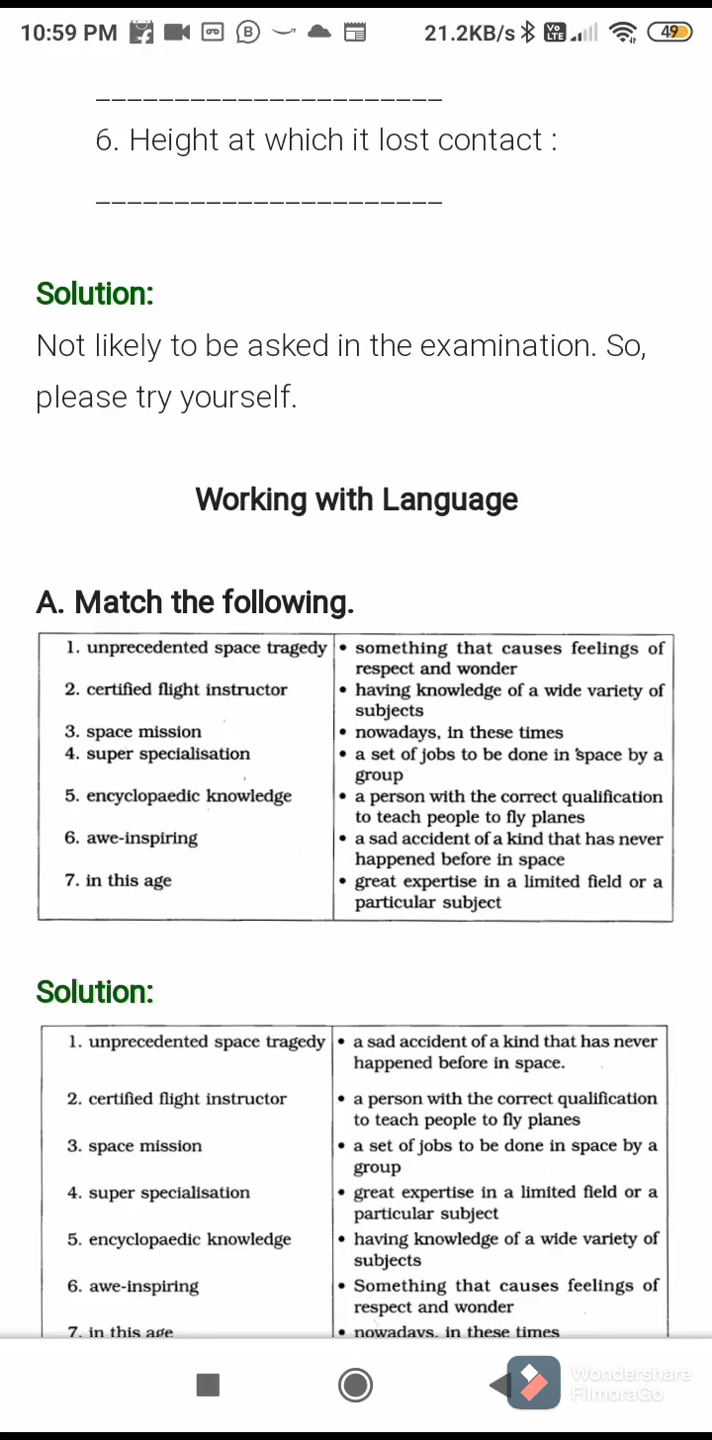 10:59 PM B 21.2KB/s Vo LTE 49
______________________
6. Height at which it lost contact :
______________________
Solution:
Not likely to be asked in the examination. So,
please try yourself.
Working with Language
A. Match the following.
1. unprecedented space tragedy • something that causes feelings of
respect and wonder
2. certified flight instructor • having knowledge of a wide variety of
subjects
3. space mission • nowadays, in these times
4. super specialisation • a set of jobs to be done in space by a
group
5. encyclopaedic knowledge • a person with the correct qualification
to teach people to fly planes
6. awe-inspiring • a sad accident of a kind that has never
happened before in space
7. in this age • great expertise in a limited field or a
particular subject
Solution:
1. unprecedented space tragedy • a sad accident of a kind that has never
happened before in space.
2. certified flight instructor • a person with the correct qualification
to teach people to fly planes
3. space mission • a set of jobs to be done in space by a
group
4. super specialisation • great expertise in a limited field or a
particular subject
5. encyclopaedic knowledge • having knowledge of a wide variety of
subjects
6. awe-inspiring • Something that causes feelings of
respect and wonder
7. in this age • nowadays, in these times
Wondershare
FilmoraGo